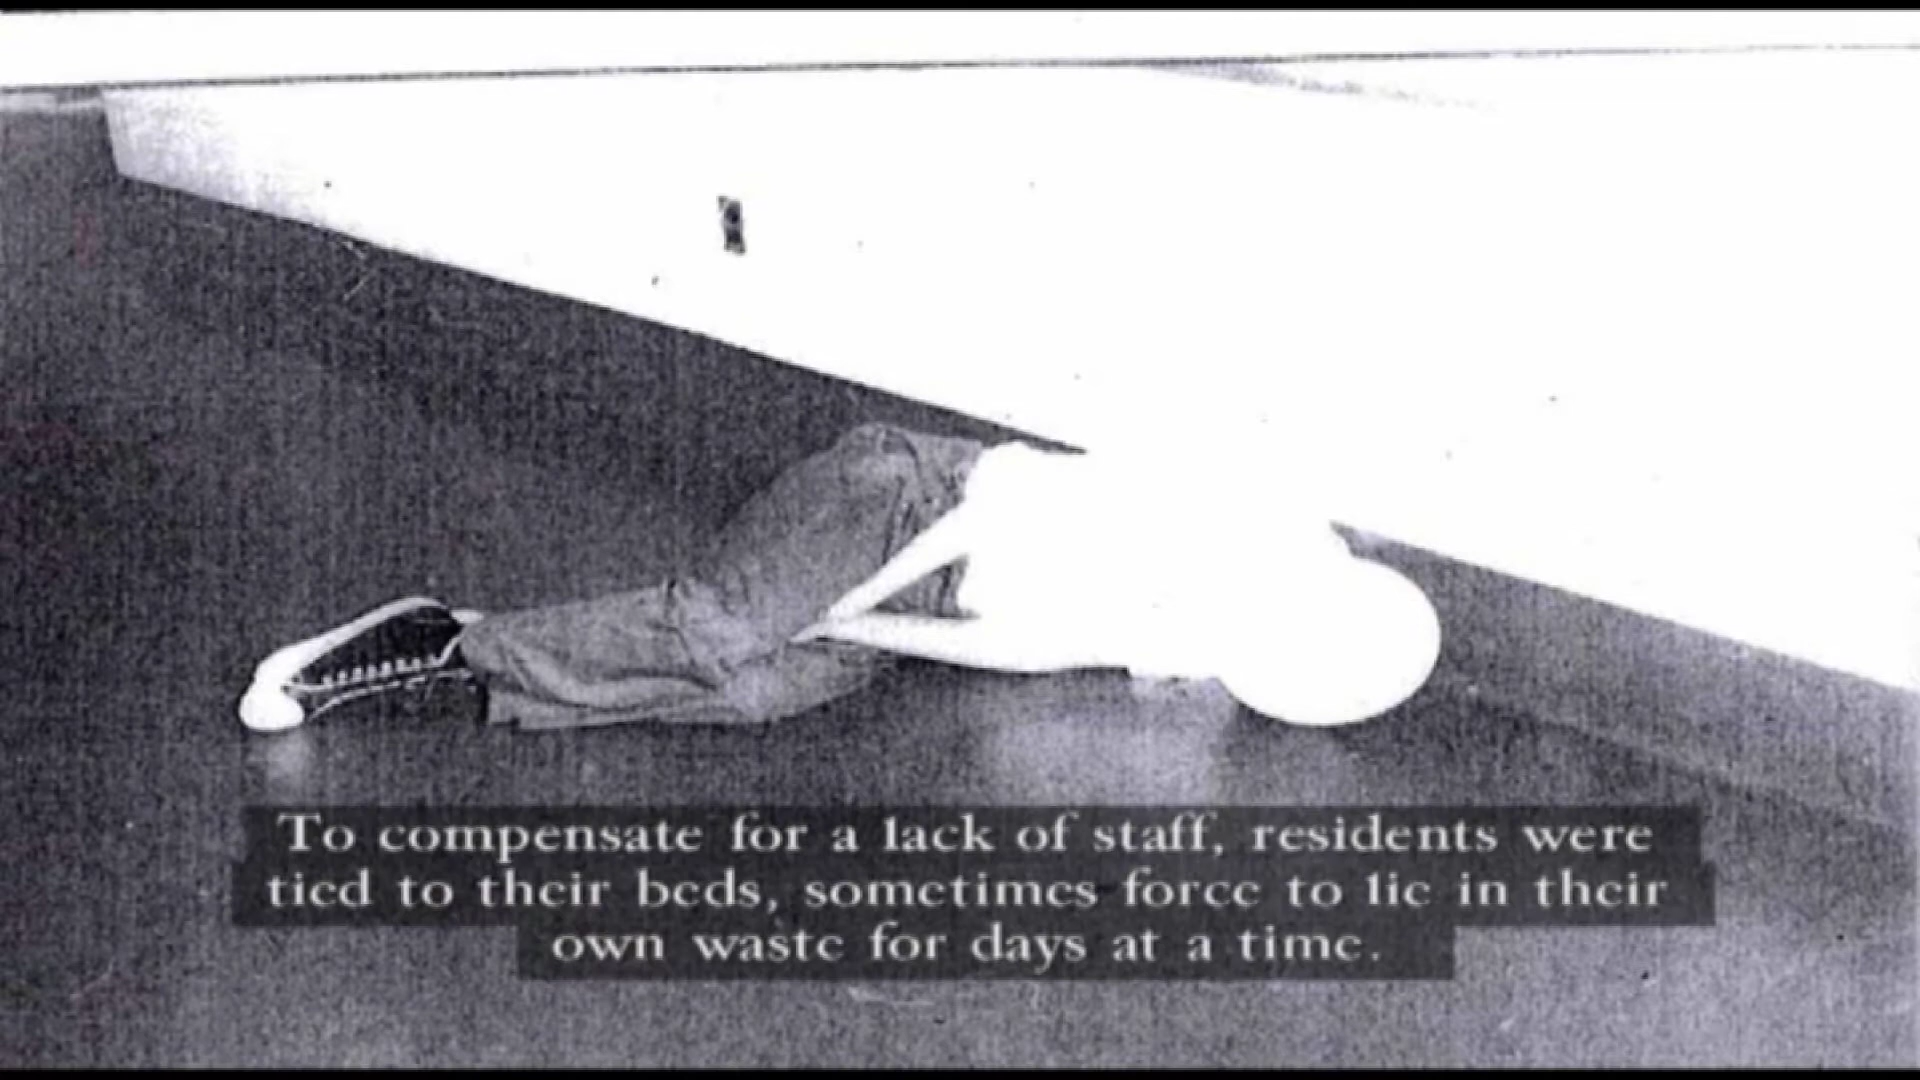 To compensate for a lack of staff, residents were
tied to their beds, sometimes force to lie in their
own waste for days at a time.